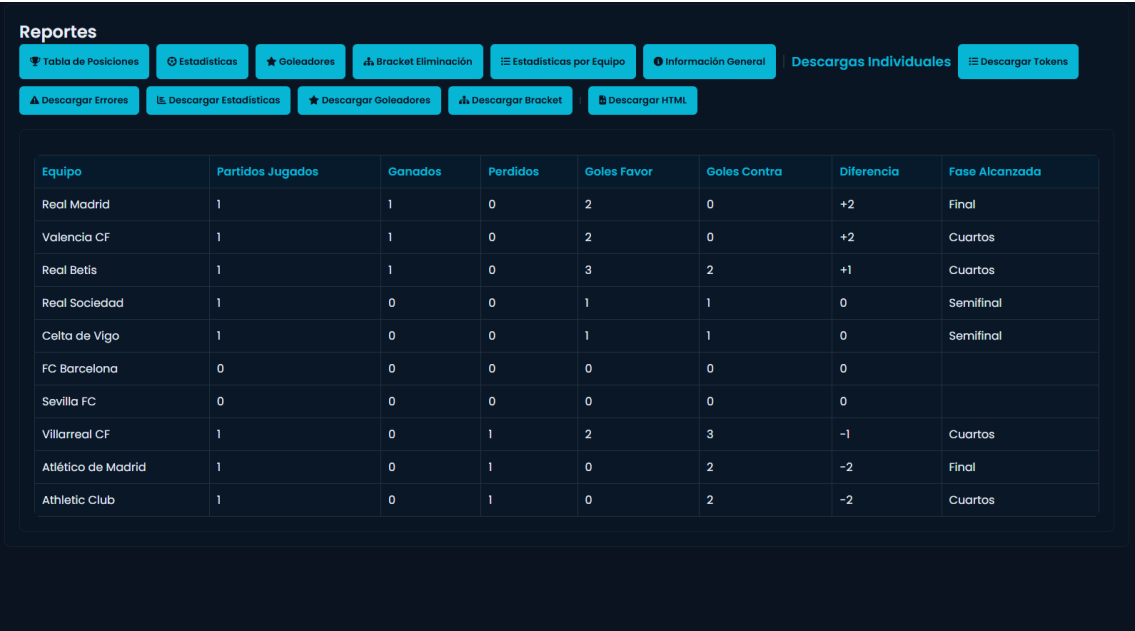 Reportes
Tabla de Posiciones Estadísticas Goleadores Bracket Eliminación Estadísticas por Equipo Información General | Descargas Individuales Descargar Tokens
Descargar Errores Descargar Estadísticas Descargar Goleadores Descargar Bracket | Descargar HTML
Equipo Partidos Jugados Ganados Perdidos Goles Favor Goles Contra Diferencia Fase Alcanzada
Real Madrid 1 1 0 2 0 +2 Final
Valencia CF 1 1 0 2 0 +2 Cuartos
Real Betis 1 1 0 3 2 +1 Cuartos
Real Sociedad 1 0 0 1 1 0 Semifinal
Celta de Vigo 1 0 0 1 1 0 Semifinal
FC Barcelona 0 0 0 0 0 0
Sevilla FC 0 0 0 0 0 0
Villarreal CF 1 0 1 2 3 -1 Cuartos
Atlético de Madrid 1 0 1 0 2 -2 Final
Athletic Club 1 0 1 0 2 -2 Cuartos